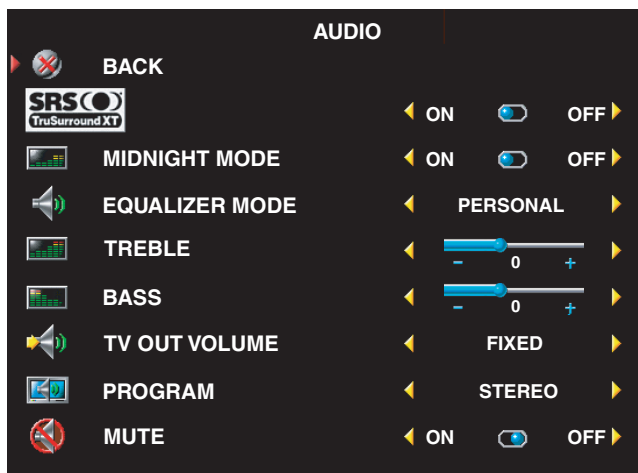 AUDIO
BACK
SRS
TruSurround XT
ON OFF
MIDNIGHT MODE ON OFF
EQUALIZER MODE PERSONAL
TREBLE - 0 +
BASS - 0 +
TV OUT VOLUME FIXED
PROGRAM STEREO
MUTE ON OFF